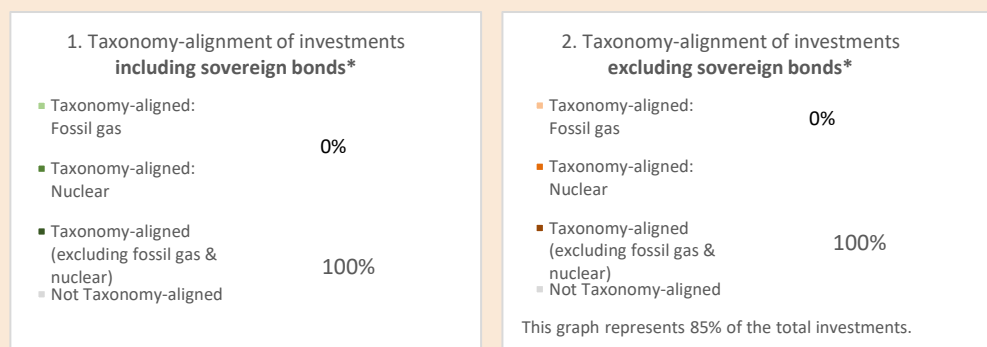 1. Taxonomy-alignment of investments
including sovereign bonds*
Taxonomy-aligned:
Fossil gas
0%
Taxonomy-aligned:
Nuclear
Taxonomy-aligned
(excluding fossil gas &
nuclear)
100%
Not Taxonomy-aligned
2. Taxonomy-alignment of investments
excluding sovereign bonds*
Taxonomy-aligned:
Fossil gas
0%
Taxonomy-aligned:
Nuclear
Taxonomy-aligned
(excluding fossil gas &
nuclear)
100%
Not Taxonomy-aligned
This graph represents 85% of the total investments.